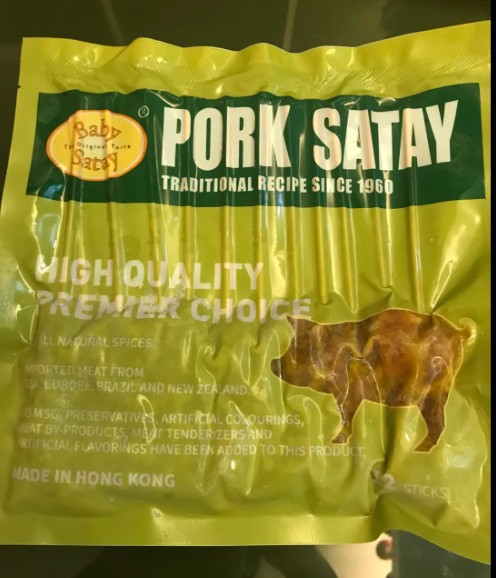 Baby
The Original Taste
Satay
®
PORK SATAY
TRADITIONAL RECIPE SINCE 1960
HIGH QUALITY
PREMIER CHOICE
ALL NATURAL SPICES.
IMPORTED MEAT FROM
EUROPE, BRAZIL AND NEW ZEALAND.
NO MSG, PRESERVATIVES, ARTIFICIAL COLOURINGS,
MEAT BY-PRODUCTS, MEAT TENDERIZERS AND
ARTIFICIAL FLAVORINGS HAVE BEEN ADDED TO THIS PRODUCT.
MADE IN HONG KONG
12 STICKS